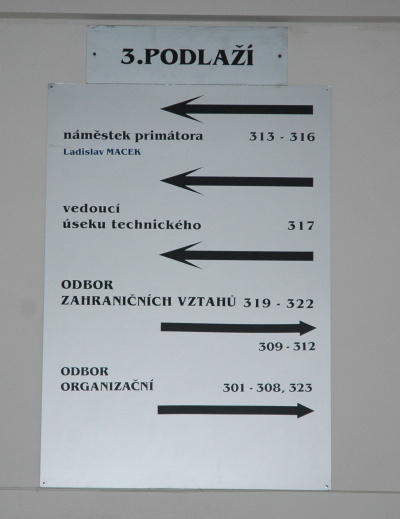 3.PODLAŽÍ
náměstek primátora 313 - 316
Ladislav MACEK
vedoucí
úseku technického 317
ODBOR
ZAHRANIČNÍCH VZTAHŮ 319 - 322
309 - 312
ODBOR
ORGANIZAČNÍ 301 - 308, 323